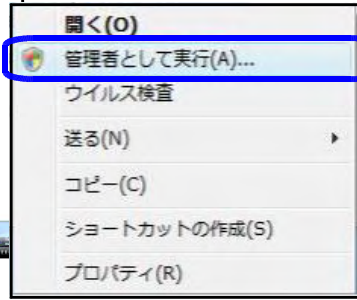 開く(O)
管理者として実行(A)...
ウイルス検査
送る(N)
コピー(C)
ショートカットの作成(S)
プロパティ(R)